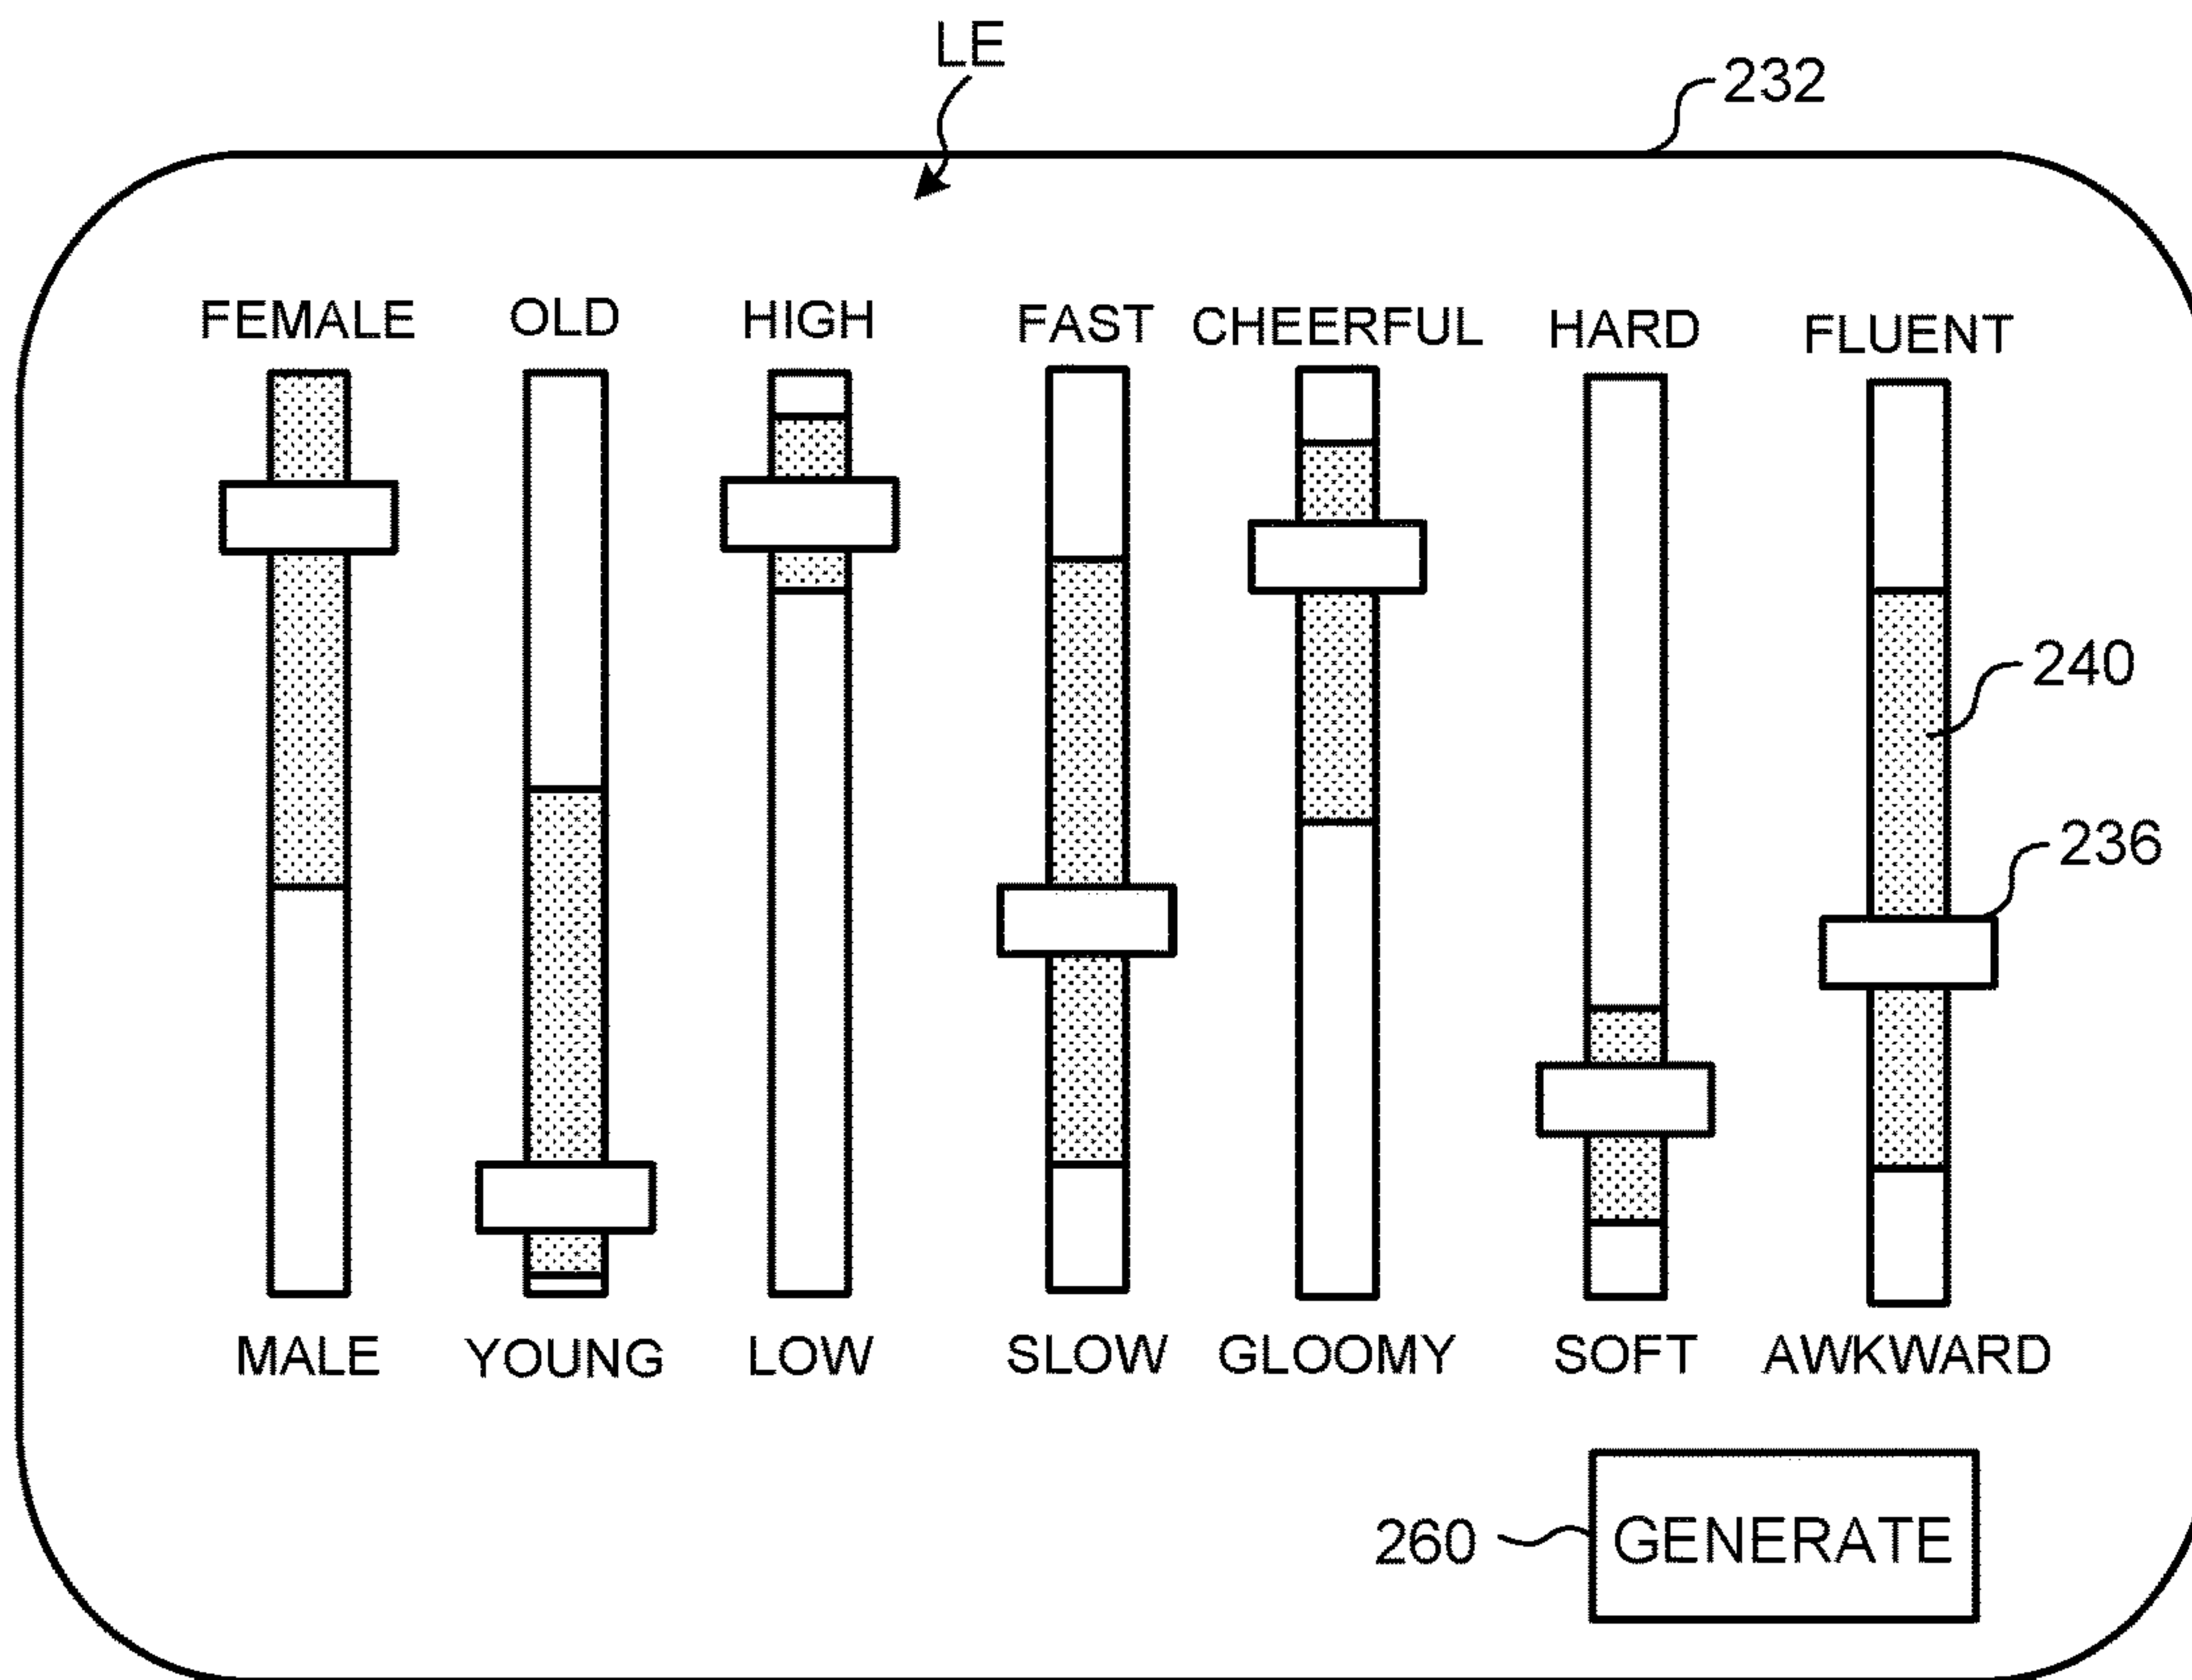 LE
232
FEMALE OLD HIGH FAST CHEERFUL HARD FLUENT
240
236
MALE YOUNG LOW SLOW GLOOMY SOFT AWKWARD
260 GENERATE